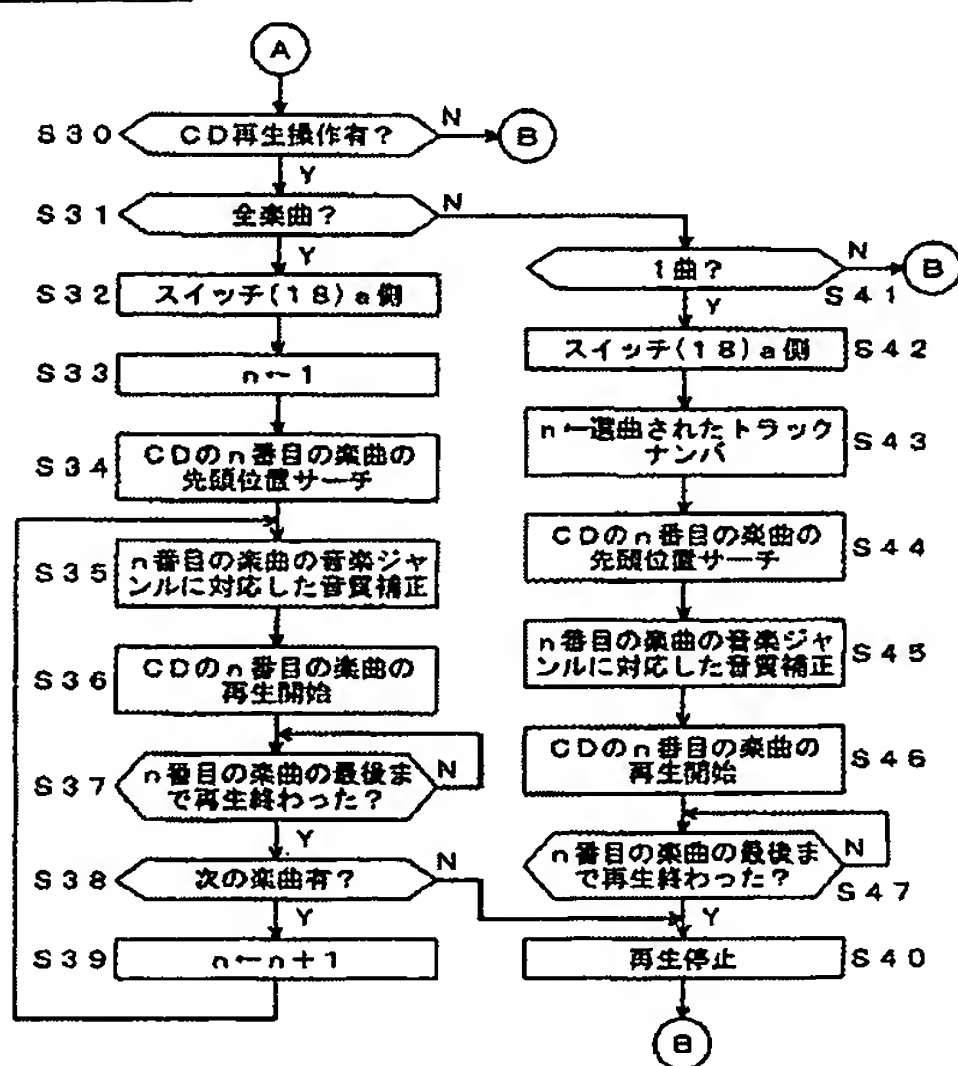 A
S30
CD再生操作有?
N
B
Y
S31
全楽曲?
N
Y
S32
スイッチ(18)a側
S33
n←1
S34
CDのn番目の楽曲の
先頭位置サーチ
S35
n番目の楽曲の音楽ジャ
ンルに対応した音質補正
S36
CDのn番目の楽曲の
再生開始
S37
n番目の楽曲の最後ま
で再生終わった?
N
Y
S38
次の楽曲有?
N
Y
S39
n←n+1
1曲?
N
B
S41
Y
スイッチ(18)a側
S42
n←選曲されたトラック
ナンバ
S43
CDのn番目の楽曲の
先頭位置サーチ
S44
n番目の楽曲の音楽ジャ
ンルに対応した音質補正
S45
CDのn番目の楽曲の
再生開始
S46
n番目の楽曲の最後ま
で再生終わった?
N
S47
Y
再生停止
S40
B